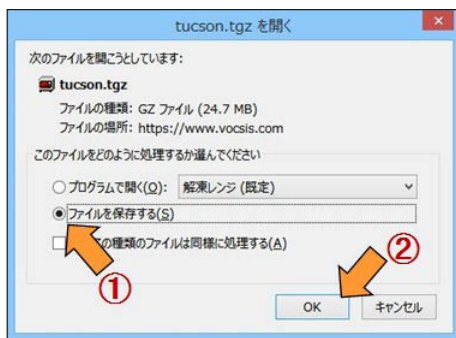 tucson.tgz を開く
次のファイルを開こうとしています:
tucson.tgz
ファイルの種類: GZ ファイル (24.7 MB)
ファイルの場所: https://www.vocsis.com
このファイルをどのように処理するか選んでください
プログラムで開く(O): 解凍レンジ (既定)
ファイルを保存する(S)
の種類のファイルは同様に処理する(A)
①
②
OK キャンセル